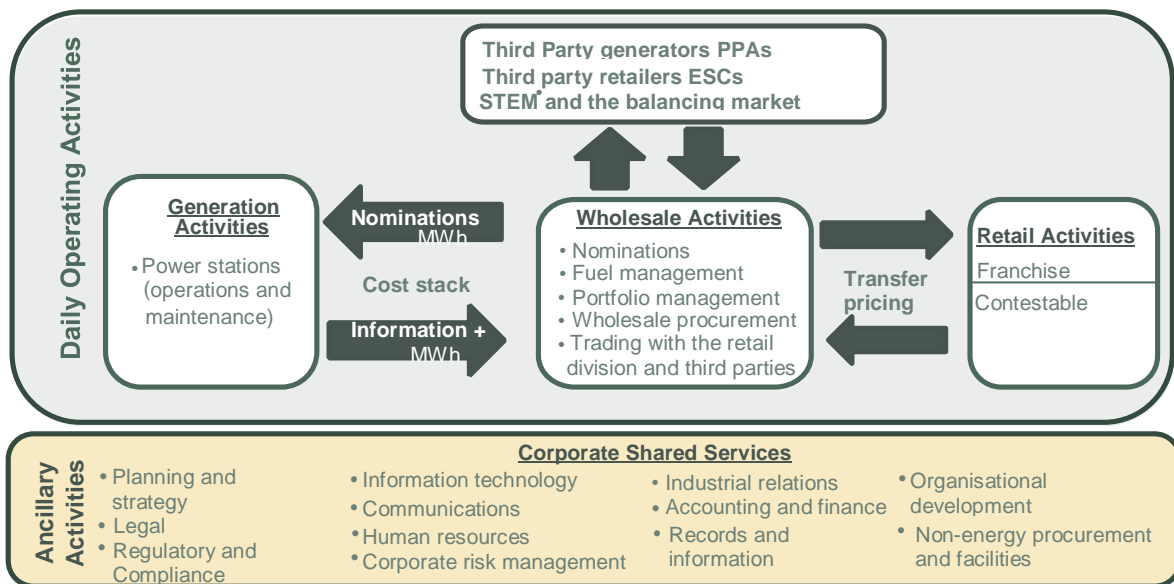 Daily Operating Activities
Third Party generators PPAs
Third party retailers ESCs
STEM* and the balancing market
Generation
Activities
• Power stations
(operations and
maintenance)
Nominations
MWh
Cost stack
Information +
MWh
Wholesale Activities
• Nominations
• Fuel management
• Portfolio management
• Wholesale procurement
• Trading with the retail
division and third parties
Transfer
pricing
Retail Activities
Franchise
Contestable
Ancillary
Activities
Corporate Shared Services
• Planning and
strategy
• Legal
• Regulatory and
Compliance
• Information technology
• Communications
• Human resources
• Corporate risk management
• Industrial relations
• Accounting and finance
• Records and
information
• Organisational
development
• Non-energy procurement
and facilities